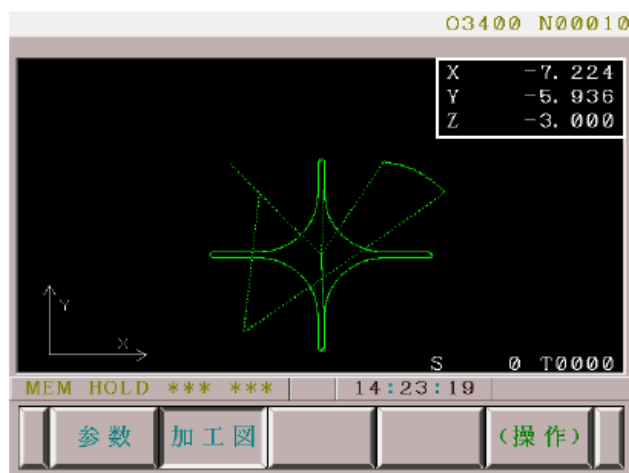 O3400 N00010
X -7.224
Y -5.936
Z -3.000
Y
X
S 0 T0000
MEM HOLD *** *** 14:23:19
参数 加工図 (操作)